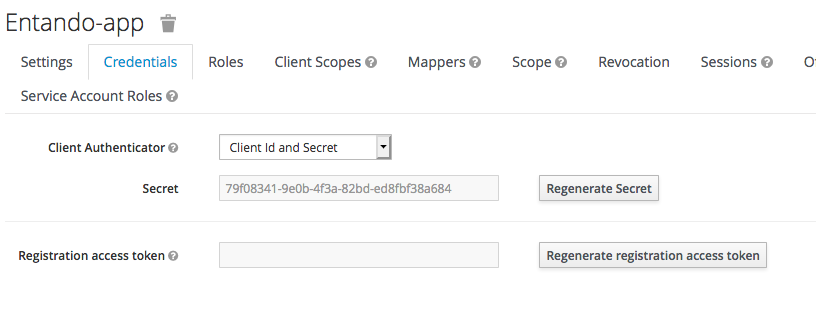 Entando-app
Settings Credentials Roles Client Scopes Mappers Scope Revocation Sessions
Service Account Roles
Client Authenticator Client Id and Secret
Secret 79f08341-9e0b-4f3a-82bd-ed8fbf38a684 Regenerate Secret
Registration access token Regenerate registration access token